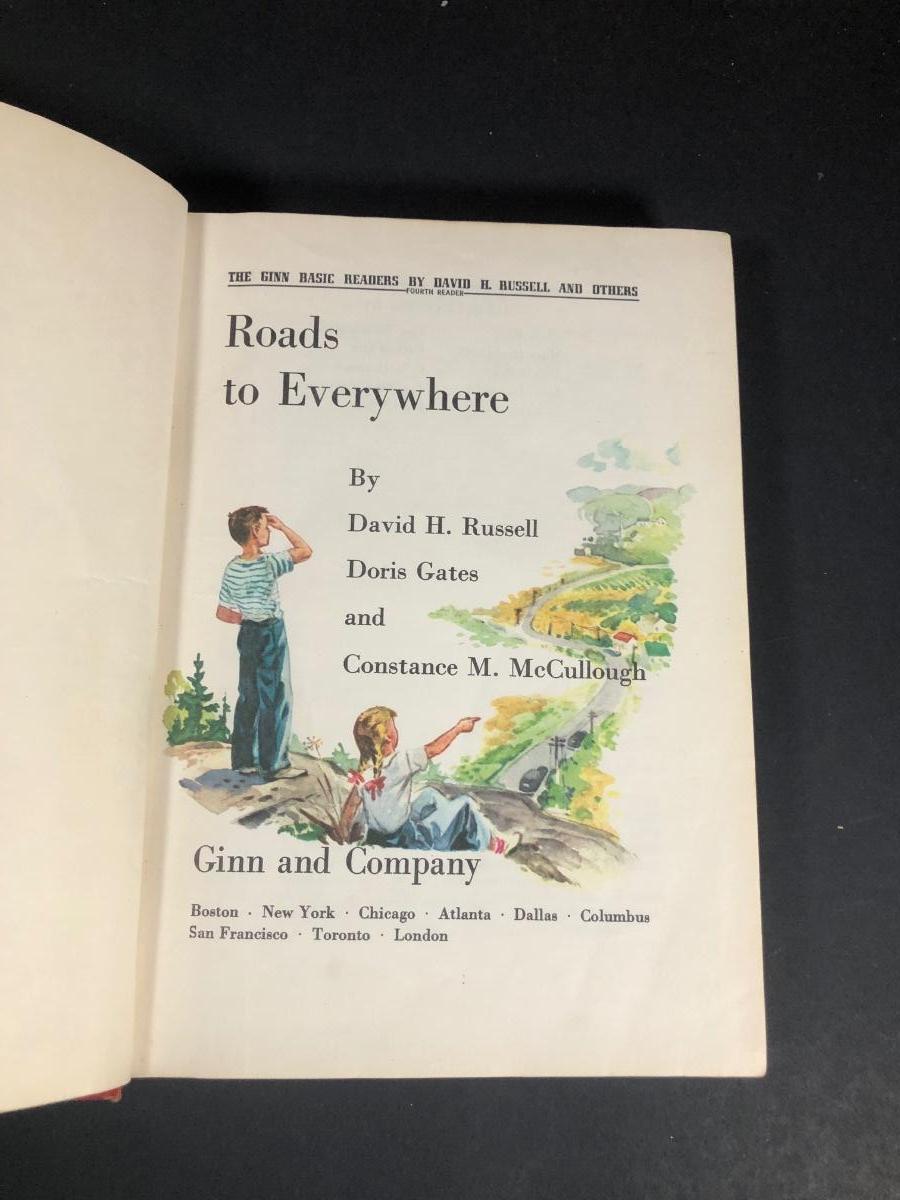 THE GINN BASIC READERS BY DAVID H. RUSSELL AND OTHERS
FOURTH READER
Roads
to Everywhere
By
David H. Russell
Doris Gates
and
Constance M. McCullough
Ginn and Company
Boston · New York · Chicago · Atlanta · Dallas · Columbus
San Francisco · Toronto · London